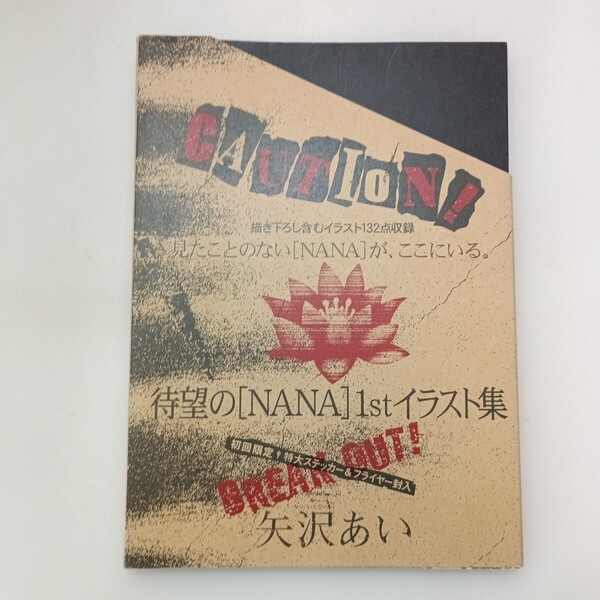 CAUTION!
描き下ろし含むイラスト132点収録
見たことのない[NANA]が、ここにいる。
待望の[NANA]1stイラスト集
BREAK OUT!
初回限定✝特大ステッカー&フライヤー封入
矢沢あい